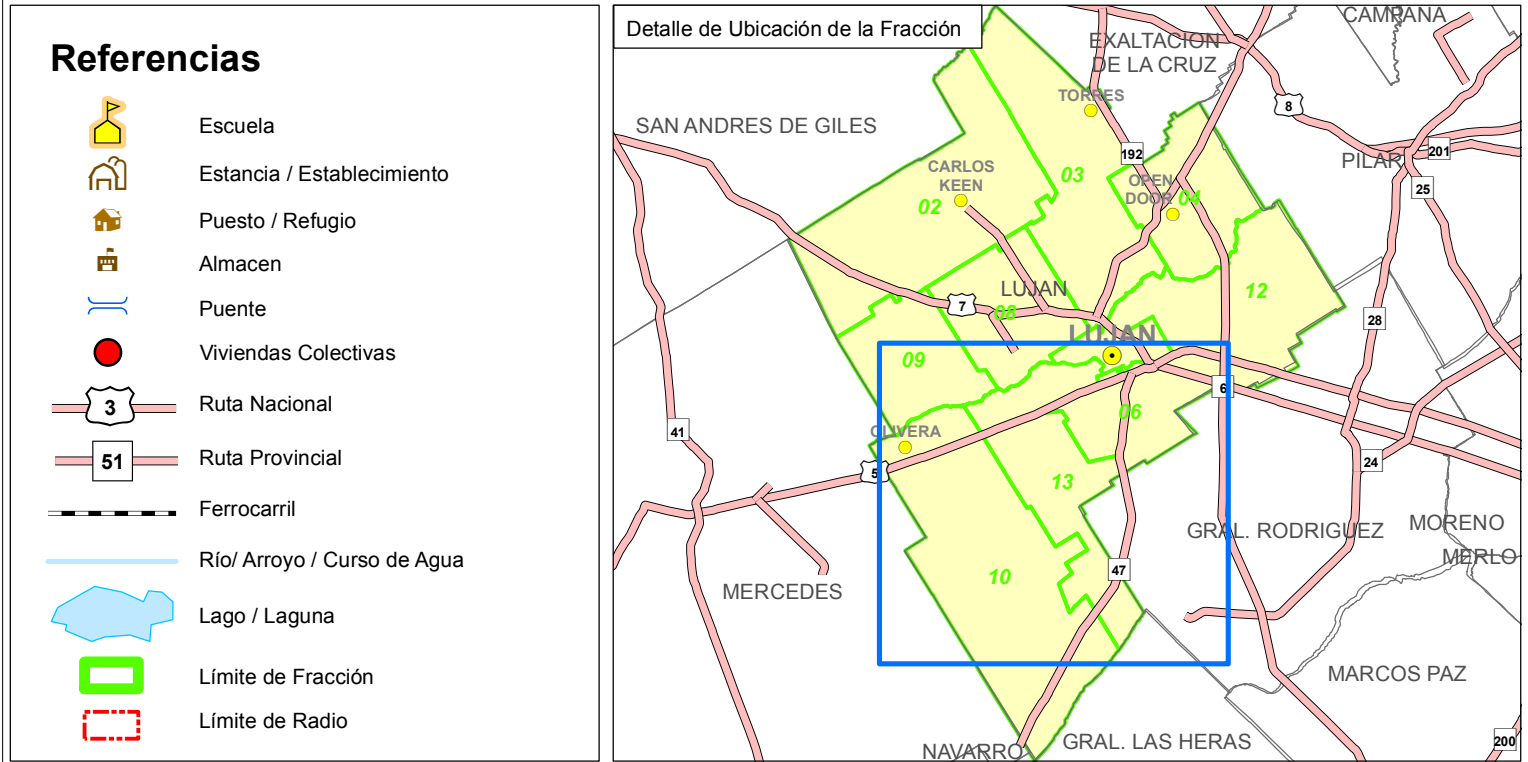 Referencias
Escuela
Estancia / Establecimiento
Puesto / Refugio
Almacen
Puente
Viviendas Colectivas
3
Ruta Nacional
51
Ruta Provincial
Ferrocarril
Río/ Arroyo / Curso de Agua
Lago / Laguna
Límite de Fracción
Límite de Radio
Detalle de Ubicación de la Fracción
CAMPANA
EXALTACION
DE LA CRUZ
TORRES
8
SAN ANDRES DE GILES
192
PILAR
201
CARLOS
KEEN
03
OPEN
DOOR
04
25
02
12
LUJAN
7
08
28
LUJAN
09
6
06
41
OLIVERA
5
24
13
GRAL. RODRIGUEZ
MORENO
MERLO
47
10
MERCEDES
MARCOS PAZ
NAVARRO
GRAL. LAS HERAS
200